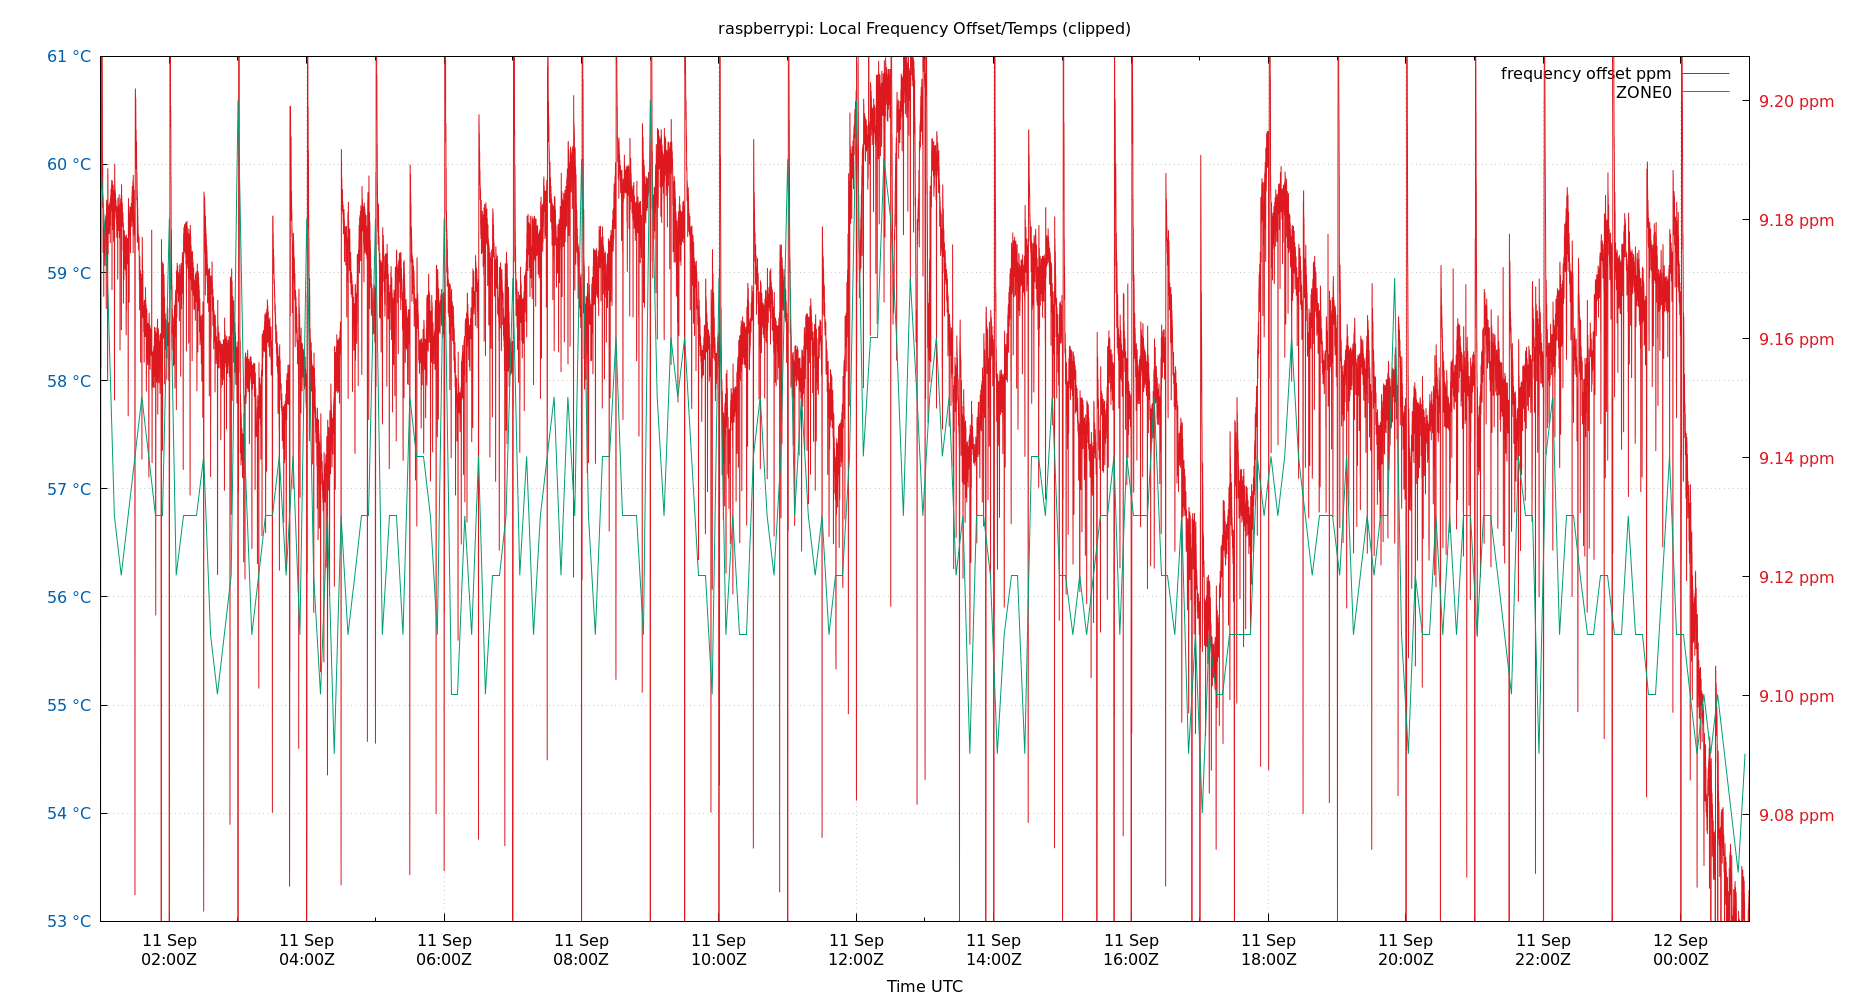 raspberrypi: Local Frequency Offset/Temps (clipped)
frequency offset ppm
ZONE0
61 °C
60 °C
59 °C
58 °C
57 °C
56 °C
55 °C
54 °C
53 °C
9.20 ppm
9.18 ppm
9.16 ppm
9.14 ppm
9.12 ppm
9.10 ppm
9.08 ppm
11 Sep 11 Sep 11 Sep 11 Sep 11 Sep 11 Sep 11 Sep 11 Sep 11 Sep 11 Sep 11 Sep 12 Sep
02:00Z 04:00Z 06:00Z 08:00Z 10:00Z 12:00Z 14:00Z 16:00Z 18:00Z 20:00Z 22:00Z 00:00Z
Time UTC